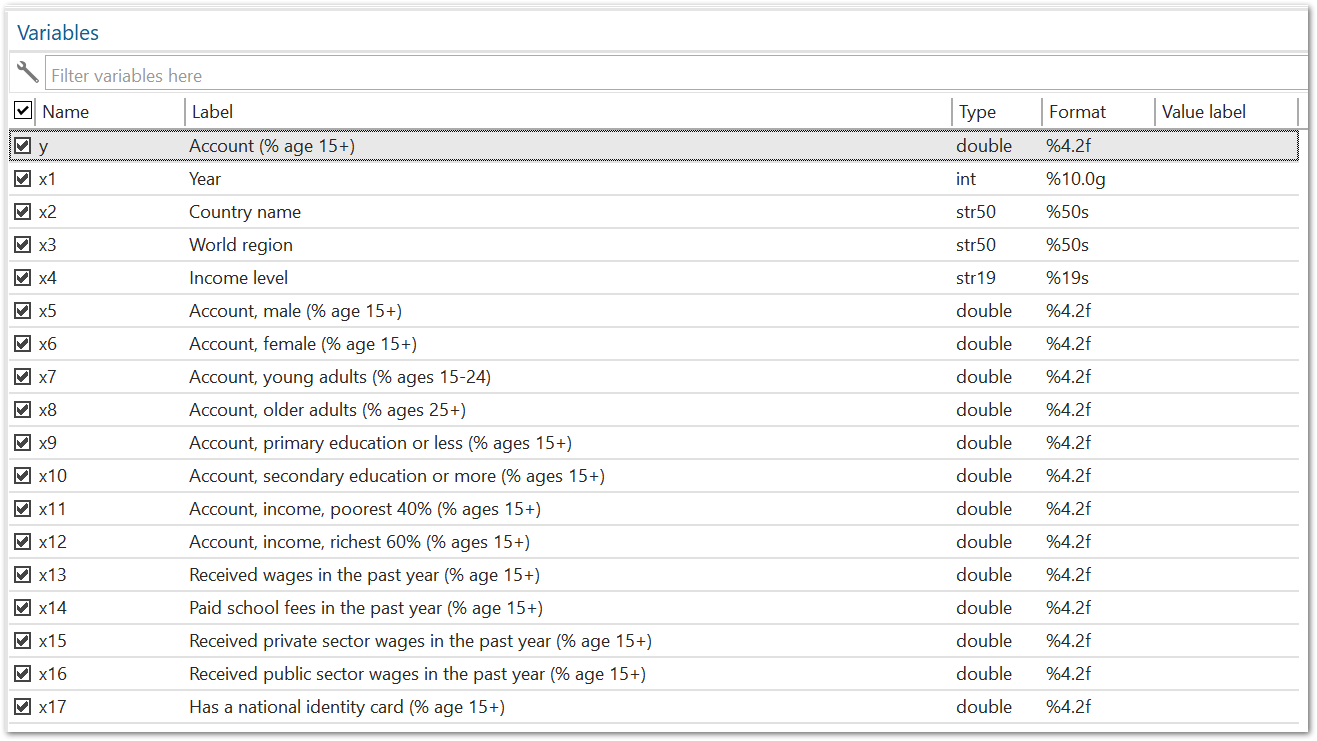 Variables
Filter variables here
Name Label Type Format Value label
y Account (% age 15+) double %4.2f
x1 Year int %10.0g
x2 Country name str50 %50s
x3 World region str50 %50s
x4 Income level str19 %19s
x5 Account, male (% age 15+) double %4.2f
x6 Account, female (% age 15+) double %4.2f
x7 Account, young adults (% ages 15-24) double %4.2f
x8 Account, older adults (% ages 25+) double %4.2f
x9 Account, primary education or less (% ages 15+) double %4.2f
x10 Account, secondary education or more (% ages 15+) double %4.2f
x11 Account, income, poorest 40% (% ages 15+) double %4.2f
x12 Account, income, richest 60% (% ages 15+) double %4.2f
x13 Received wages in the past year (% age 15+) double %4.2f
x14 Paid school fees in the past year (% age 15+) double %4.2f
x15 Received private sector wages in the past year (% age 15+) double %4.2f
x16 Received public sector wages in the past year (% age 15+) double %4.2f
x17 Has a national identity card (% age 15+) double %4.2f